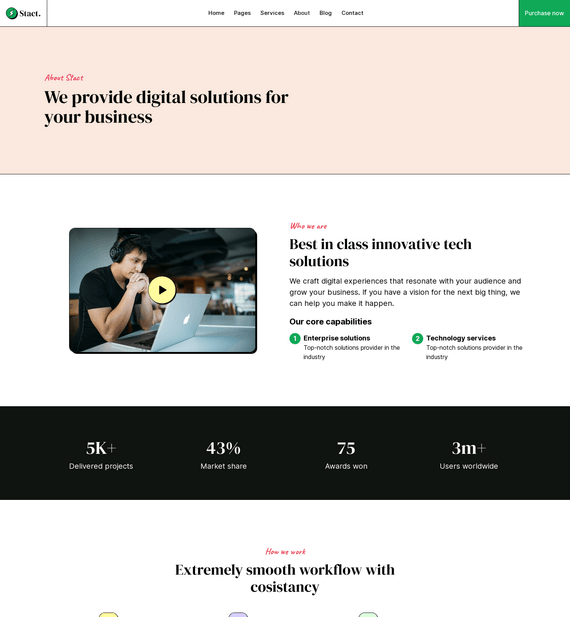 Stact.
Home Pages Services About Blog Contact
Purchase now
About Stact
We provide digital solutions for
your business
Who we are
Best in class innovative tech
solutions
We craft digital experiences that resonate with your audience and
grow your business. If you have a vision for the next big thing, we
can help you make it happen.
Our core capabilities
1 Enterprise solutions
Top-notch solutions provider in the
industry
2 Technology services
Top-notch solutions provider in the
industry
5K+
Delivered projects
43%
Market share
75
Awards won
3m+
Users worldwide
How we work
Extremely smooth workflow with
cosistancy